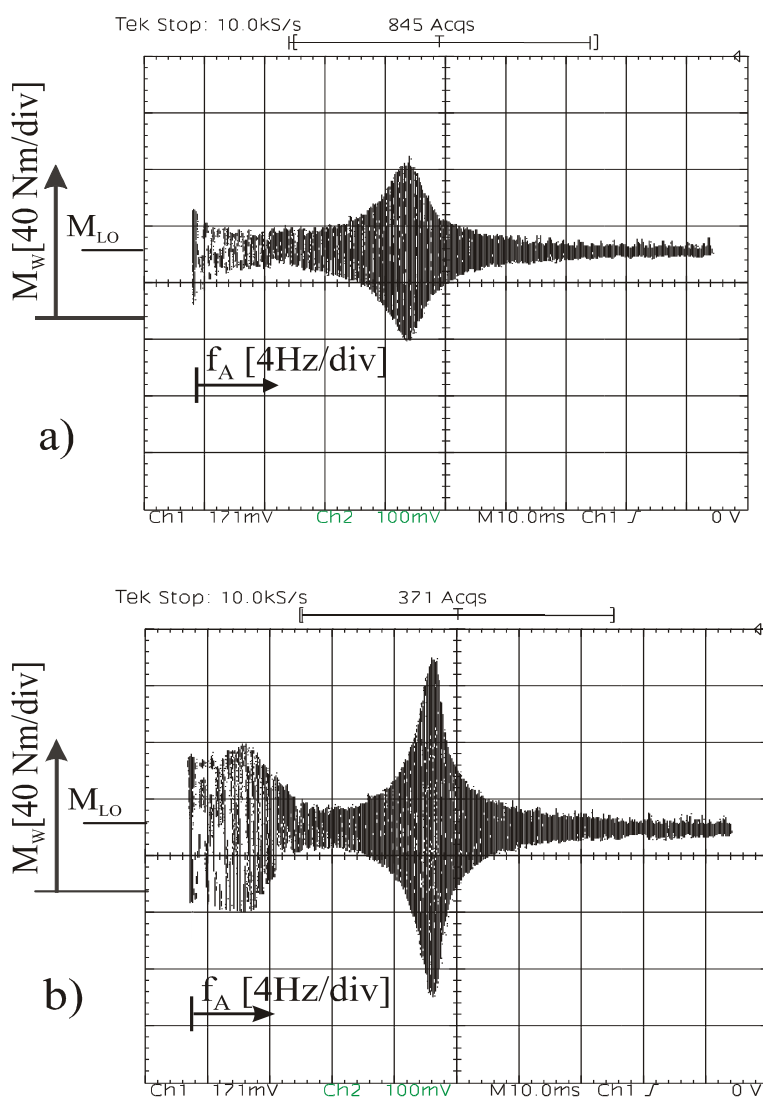 Tek Stop: 10.0kS/s 845 Acqs
M_W[40 Nm/div]
M_LO
f_A [4Hz/div]
a)
Ch1 171mV Ch2 100mV M10.0ms Ch1 0 V
Tek Stop: 10.0kS/s 371 Acqs
M_W[40 Nm/div]
M_LO
f_A [4Hz/div]
b)
Ch1 171mV Ch2 100mV M10.0ms Ch1 0 V